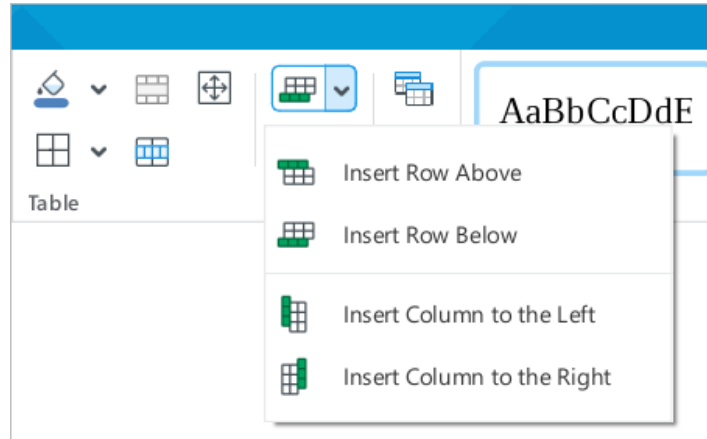 AaBbCcDdE
Table
Insert Row Above
Insert Row Below
Insert Column to the Left
Insert Column to the Right